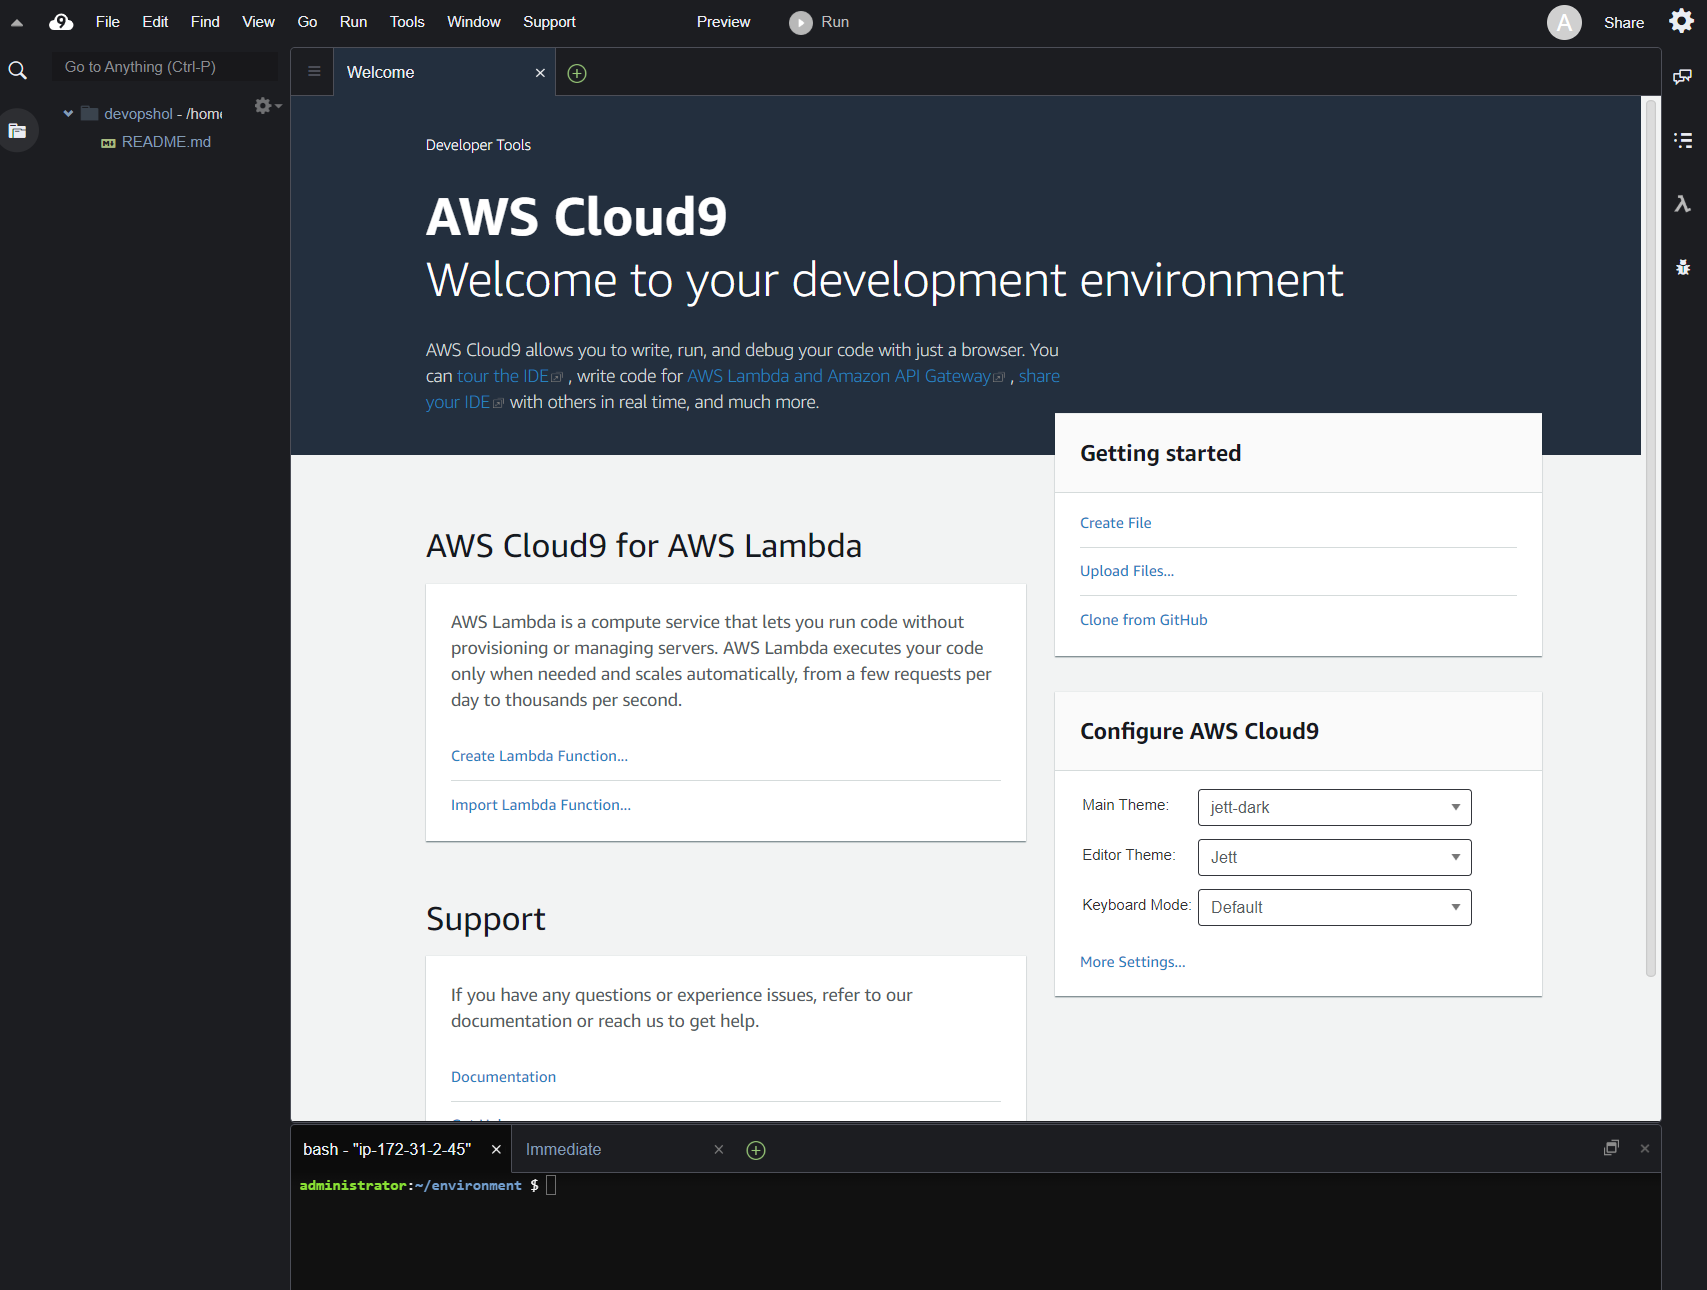 File Edit Find View Go Run Tools Window Support Preview Run A Share
Go to Anything (Ctrl-P)
devopshol - /home
README.md
Welcome
Developer Tools
AWS Cloud9
Welcome to your development environment
AWS Cloud9 allows you to write, run, and debug your code with just a browser. You
can tour the IDE , write code for AWS Lambda and Amazon API Gateway , share
your IDE with others in real time, and much more.
Getting started
Create File
Upload Files...
Clone from GitHub
AWS Cloud9 for AWS Lambda
AWS Lambda is a compute service that lets you run code without
provisioning or managing servers. AWS Lambda executes your code
only when needed and scales automatically, from a few requests per
day to thousands per second.
Create Lambda Function...
Import Lambda Function...
Configure AWS Cloud9
Main Theme: jett-dark
Editor Theme: Jett
Keyboard Mode: Default
More Settings...
Support
If you have any questions or experience issues, refer to our
documentation or reach us to get help.
Documentation
bash - "ip-172-31-2-45" Immediate
administrator:~/environment $